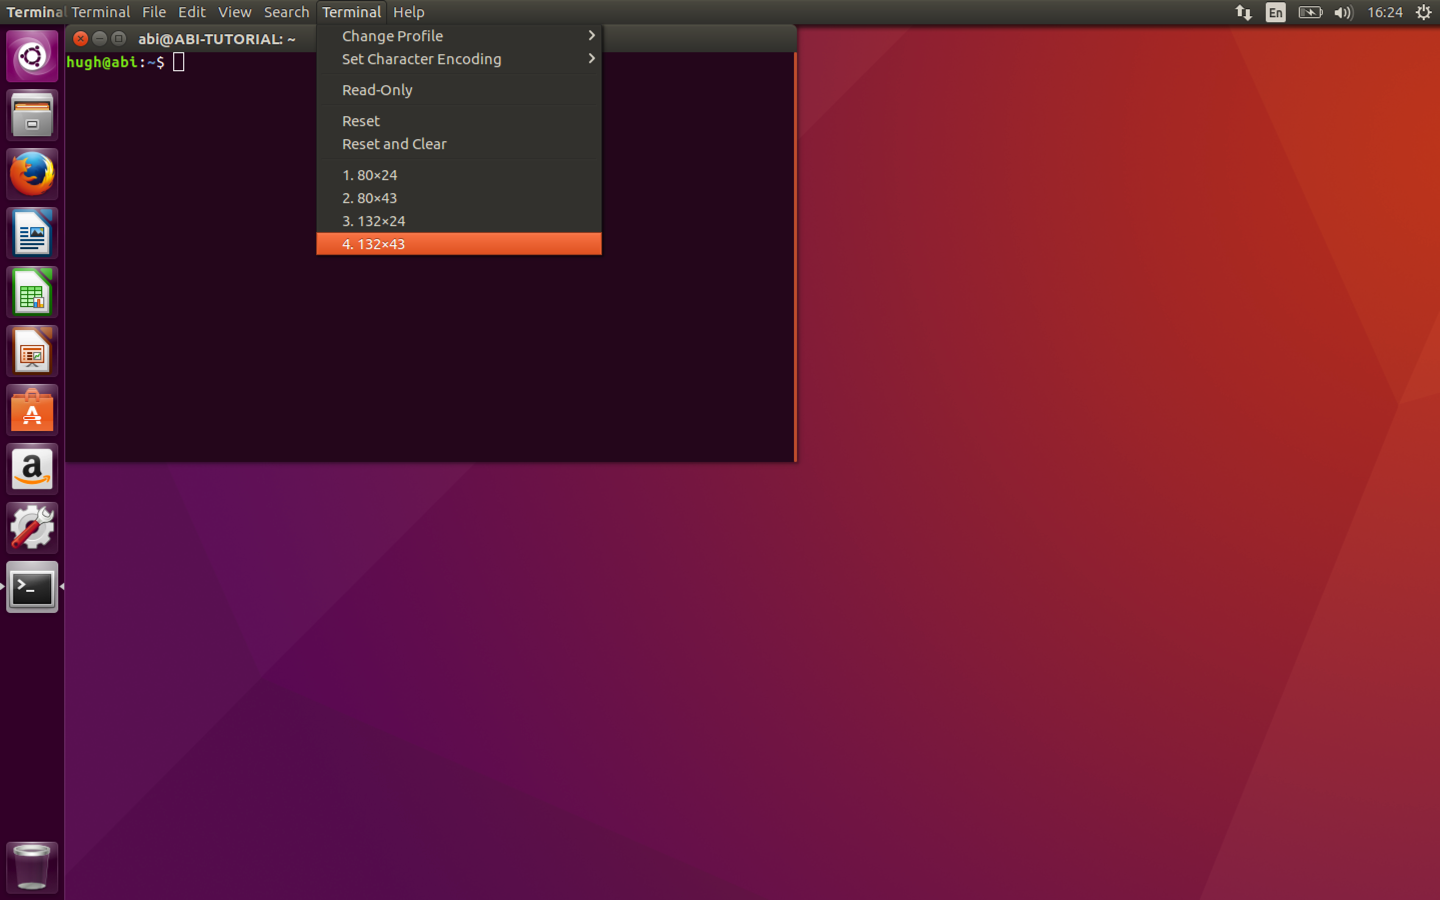 Terminal Terminal File Edit View Search Terminal Help En 16:24
abi@ABI-TUTORIAL: ~
hugh@abi:~$
Change Profile
Set Character Encoding
Read-Only
Reset
Reset and Clear
1. 80×24
2. 80×43
3. 132×24
4. 132×43